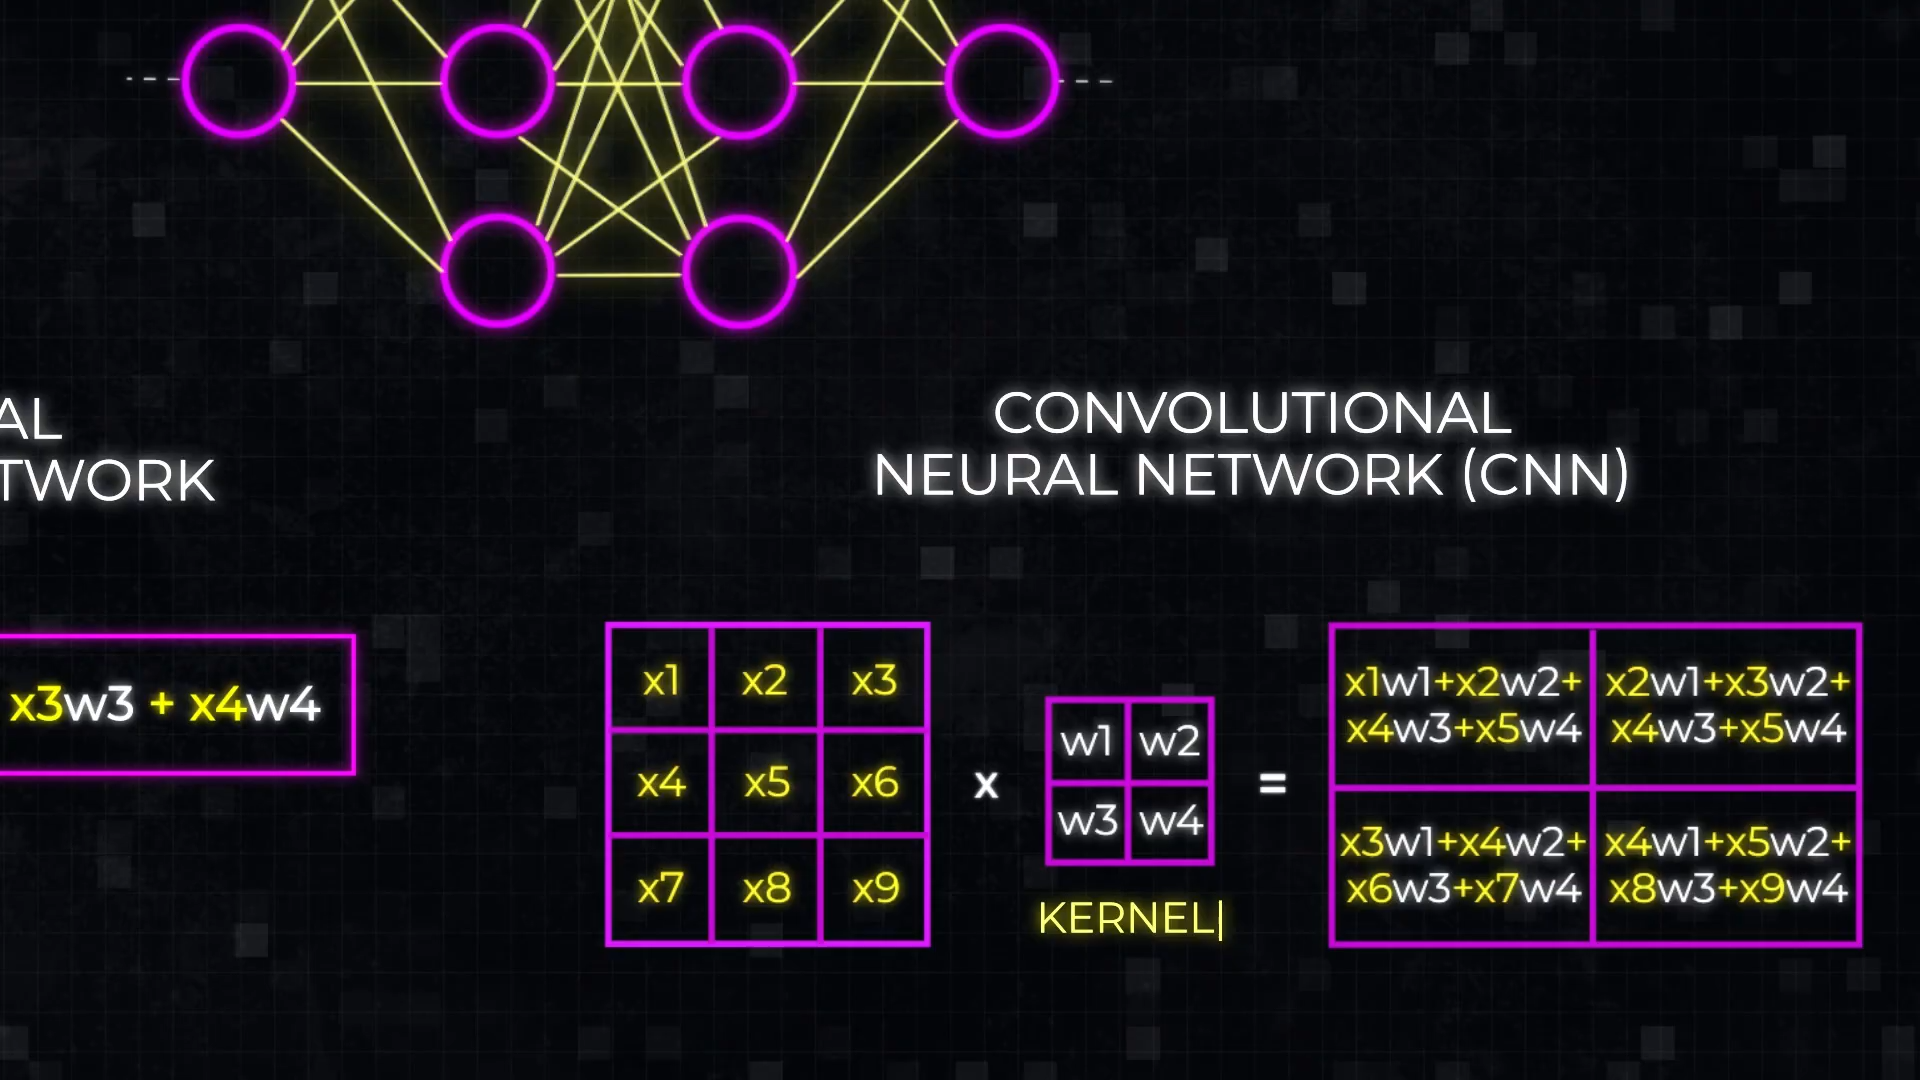 AL
TWORK
CONVOLUTIONAL
NEURAL NETWORK (CNN)
x3w3 + x4w4
x1 x2 x3
x4 x5 x6
x7 x8 x9
x
w1 w2
w3 w4
KERNEL|
=
x1w1+x2w2+
x4w3+x5w4
x2w1+x3w2+
x4w3+x5w4
x3w1+x4w2+
x6w3+x7w4
x4w1+x5w2+
x8w3+x9w4